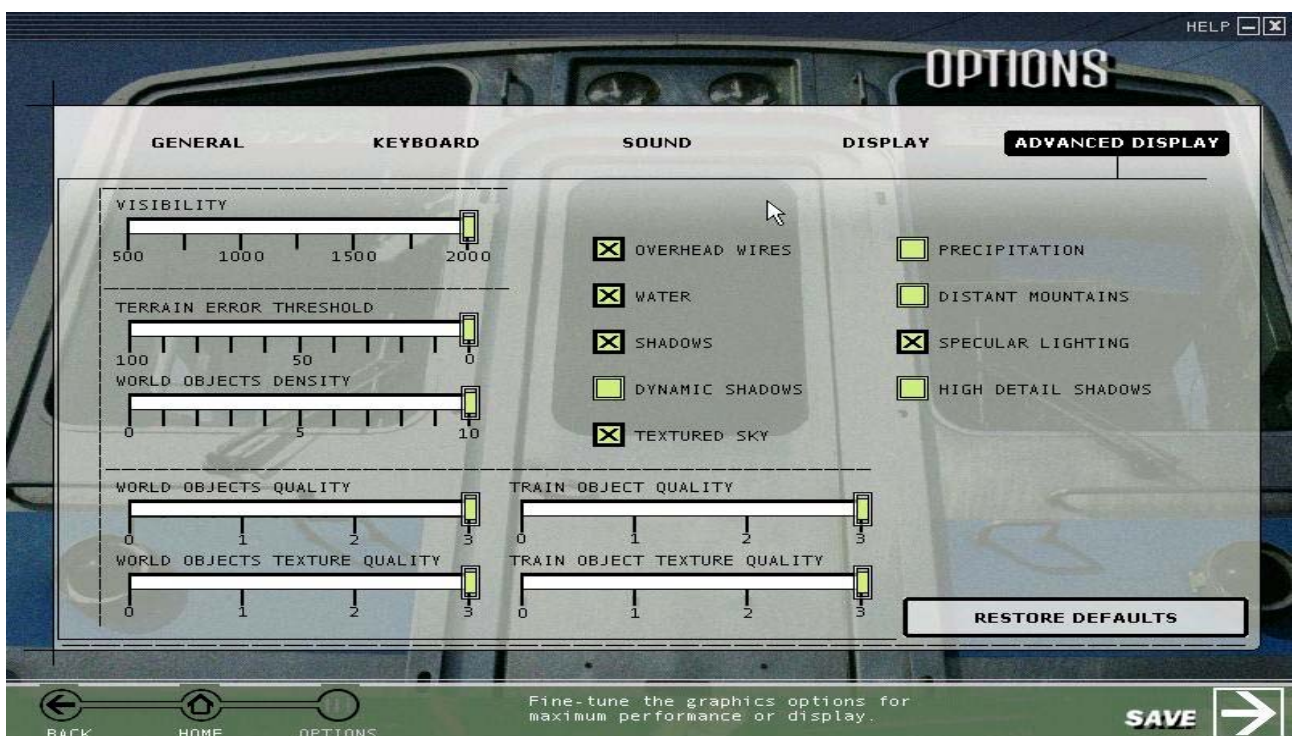 HELP
OPTIONS
GENERAL KEYBOARD SOUND DISPLAY ADVANCED DISPLAY
VISIBILITY
500 1000 1500 2000
TERRAIN ERROR THRESHOLD
100 50 0
WORLD OBJECTS DENSITY
0 5 10
OVERHEAD WIRES
WATER
SHADOWS
DYNAMIC SHADOWS
TEXTURED SKY
PRECIPITATION
DISTANT MOUNTAINS
SPECULAR LIGHTING
HIGH DETAIL SHADOWS
WORLD OBJECTS QUALITY
0 1 2 3
WORLD OBJECTS TEXTURE QUALITY
0 1 2 3
TRAIN OBJECT QUALITY
0 1 2 3
TRAIN OBJECT TEXTURE QUALITY
0 1 2 3
RESTORE DEFAULTS
BACK HOME OPTIONS
Fine-tune the graphics options for
maximum performance or display.
SAVE